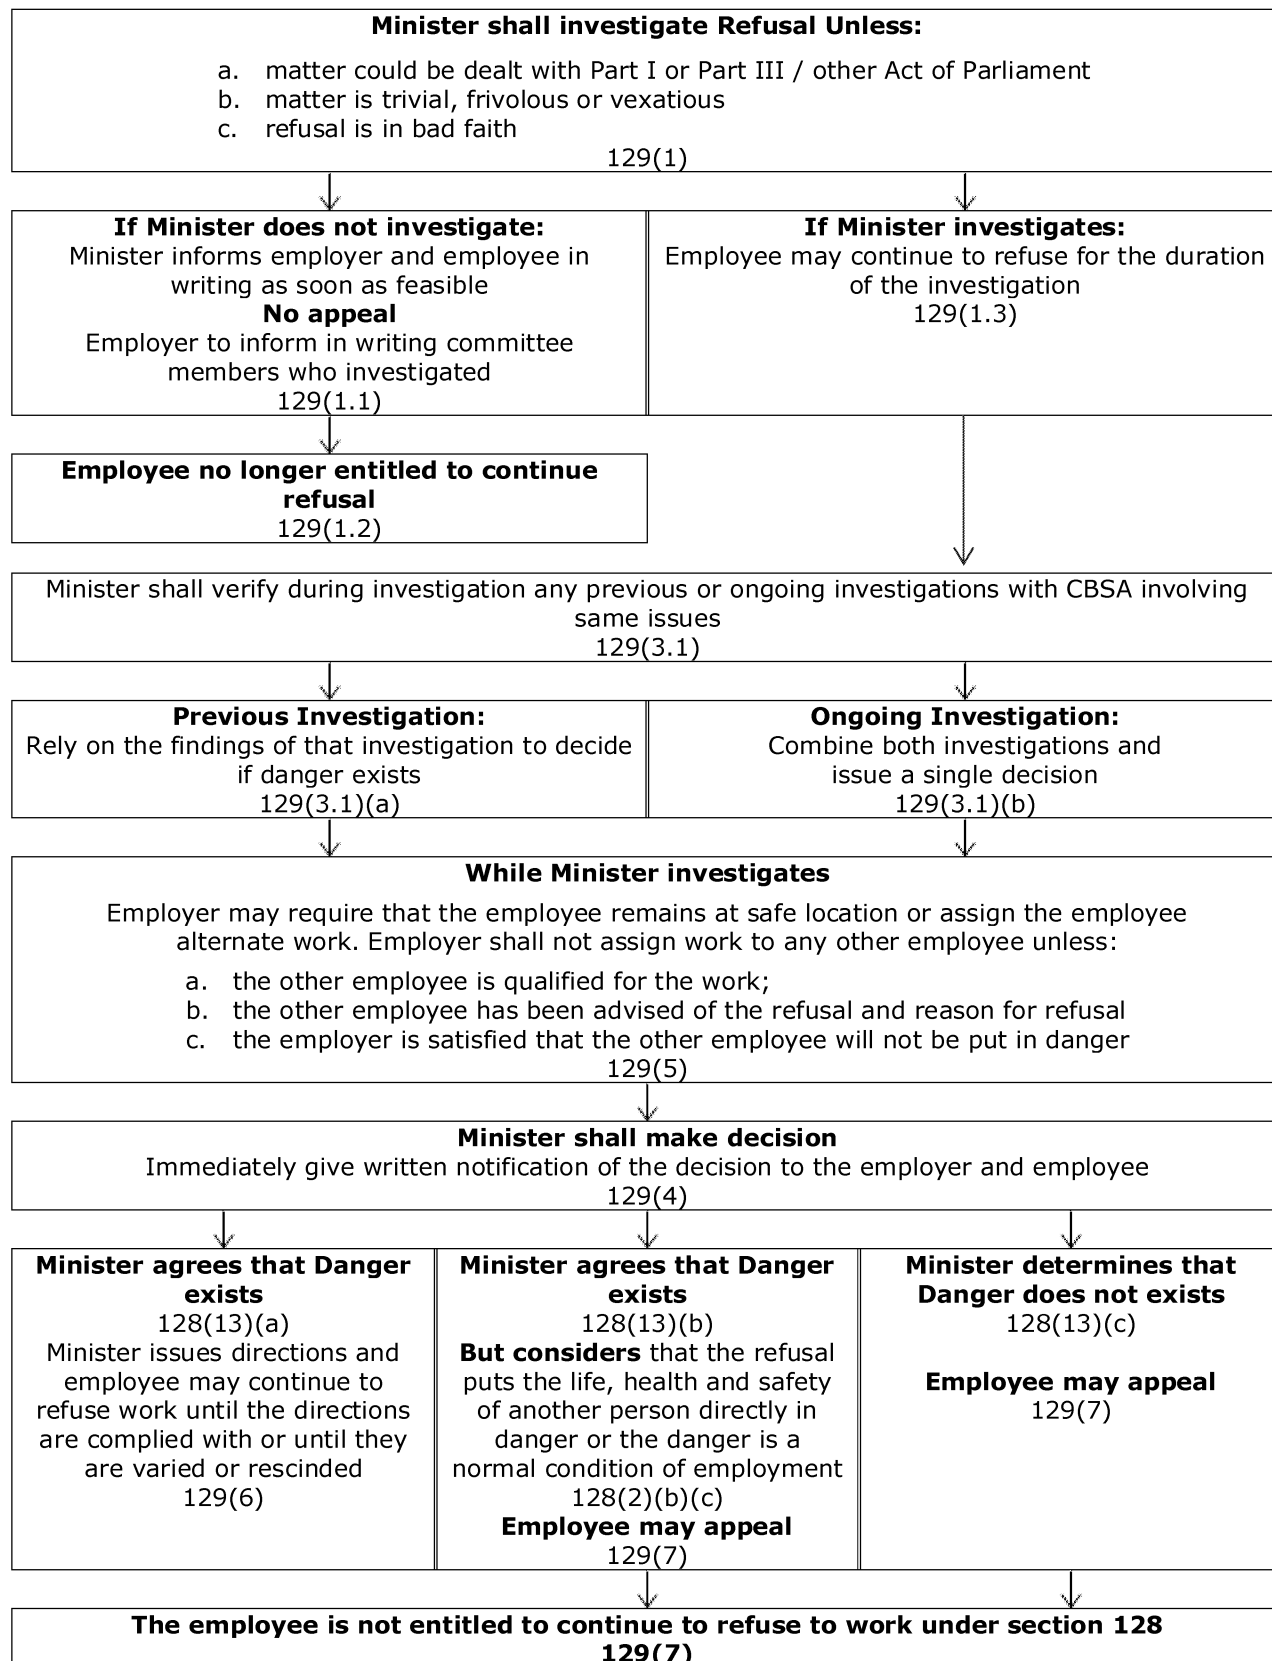 Minister shall investigate Refusal Unless:
a. matter could be dealt with Part I or Part III / other Act of Parliament
b. matter is trivial, frivolous or vexatious
c. refusal is in bad faith
129(1)
If Minister does not investigate:
Minister informs employer and employee in
writing as soon as feasible
No appeal
Employer to inform in writing committee
members who investigated
129(1.1)
If Minister investigates:
Employee may continue to refuse for the duration
of the investigation
129(1.3)
Employee no longer entitled to continue
refusal
129(1.2)
Minister shall verify during investigation any previous or ongoing investigations with CBSA involving
same issues
129(3.1)
Previous Investigation:
Rely on the findings of that investigation to decide
if danger exists
129(3.1)(a)
Ongoing Investigation:
Combine both investigations and
issue a single decision
129(3.1)(b)
While Minister investigates
Employer may require that the employee remains at safe location or assign the employee
alternate work. Employer shall not assign work to any other employee unless:
a. the other employee is qualified for the work;
b. the other employee has been advised of the refusal and reason for refusal
c. the employer is satisfied that the other employee will not be put in danger
129(5)
Minister shall make decision
Immediately give written notification of the decision to the employer and employee
129(4)
Minister agrees that Danger
exists
128(13)(a)
Minister issues directions and
employee may continue to
refuse work until the directions
are complied with or until they
are varied or rescinded
129(6)
Minister agrees that Danger
exists
128(13)(b)
But considers that the refusal
puts the life, health and safety
of another person directly in
danger or the danger is a
normal condition of employment
128(2)(b)(c)
Employee may appeal
129(7)
Minister determines that
Danger does not exists
128(13)(c)
Employee may appeal
129(7)
The employee is not entitled to continue to refuse to work under section 128
129(7)